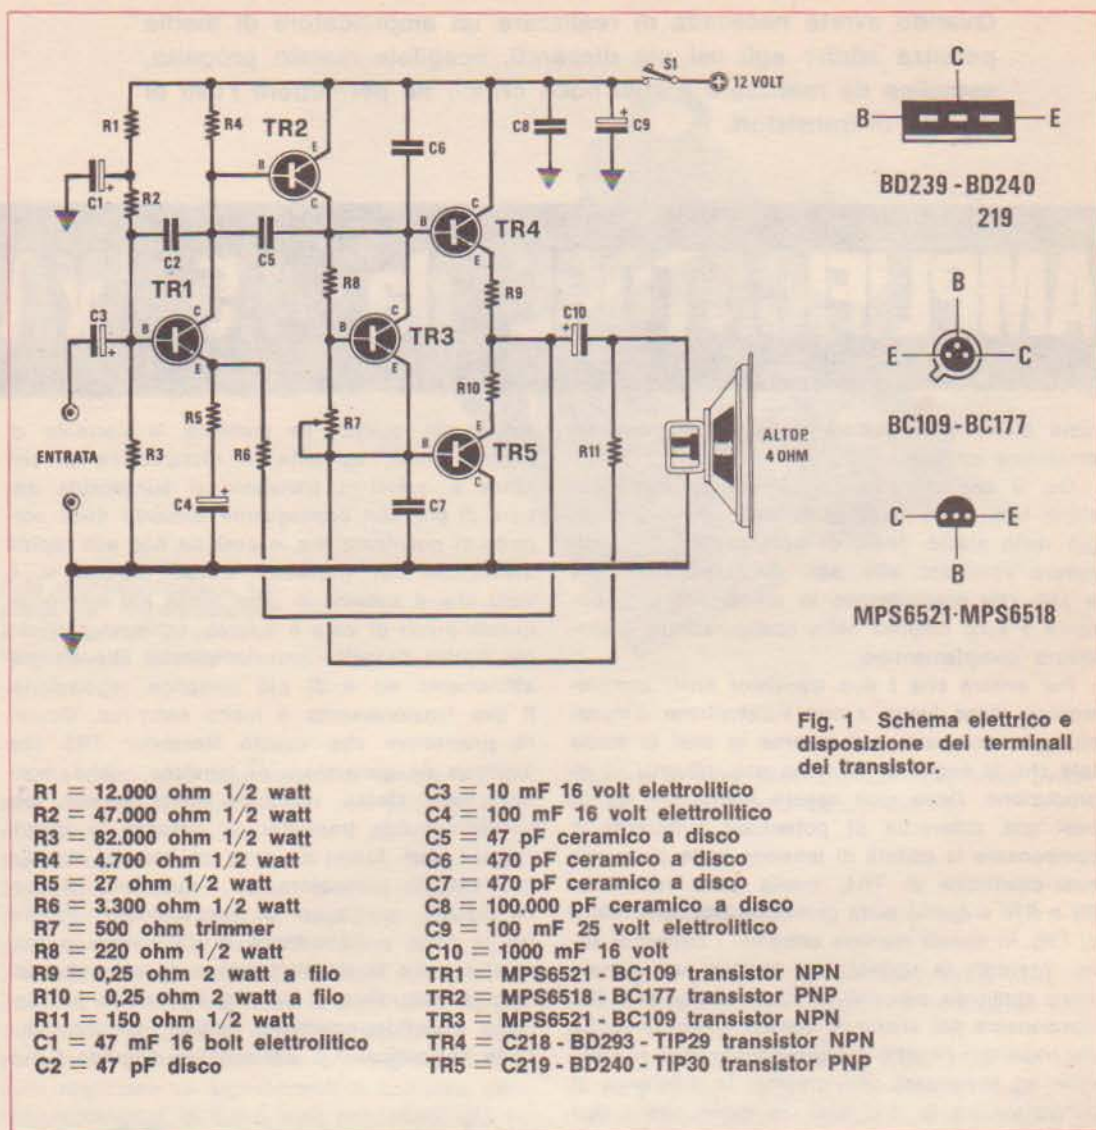 S1
12 VOLT
R1
R4
TR2
B
E
C
C6
C8
C9
C1
R2
C2
C5
B
C
E
TR4
TR1
C3
B
C
E
R8
B
C
E
TR3
R9
C10
R5
R6
R7
R10
ENTRATA
R3
C4
B
E
C
TR5
C7
R11
ALTOP.
4 OHM
C
B
E
BD239 - BD240
219
B
E
C
BC109 - BC177
C
E
B
MPS6521 · MPS6518
Fig. 1 Schema elettrico e
disposizione dei terminali
dei transistor.
R1 = 12.000 ohm 1/2 watt
R2 = 47.000 ohm 1/2 watt
R3 = 82.000 ohm 1/2 watt
R4 = 4.700 ohm 1/2 watt
R5 = 27 ohm 1/2 watt
R6 = 3.300 ohm 1/2 watt
R7 = 500 ohm trimmer
R8 = 220 ohm 1/2 watt
R9 = 0,25 ohm 2 watt a filo
R10 = 0,25 ohm 2 watt a filo
R11 = 150 ohm 1/2 watt
C1 = 47 mF 16 bolt elettrolitico
C2 = 47 pF disco
C3 = 10 mF 16 volt elettrolitico
C4 = 100 mF 16 volt elettrolitico
C5 = 47 pF ceramico a disco
C6 = 470 pF ceramico a disco
C7 = 470 pF ceramico a disco
C8 = 100.000 pF ceramico a disco
C9 = 100 mF 25 volt elettrolitico
C10 = 1000 mF 16 volt
TR1 = MPS6521 - BC109 transistor NPN
TR2 = MPS6518 - BC177 transistor PNP
TR3 = MPS6521 - BC109 transistor NPN
TR4 = C218 - BD293 - TIP29 transistor NPN
TR5 = C219 - BD240 - TIP30 transistor PNP